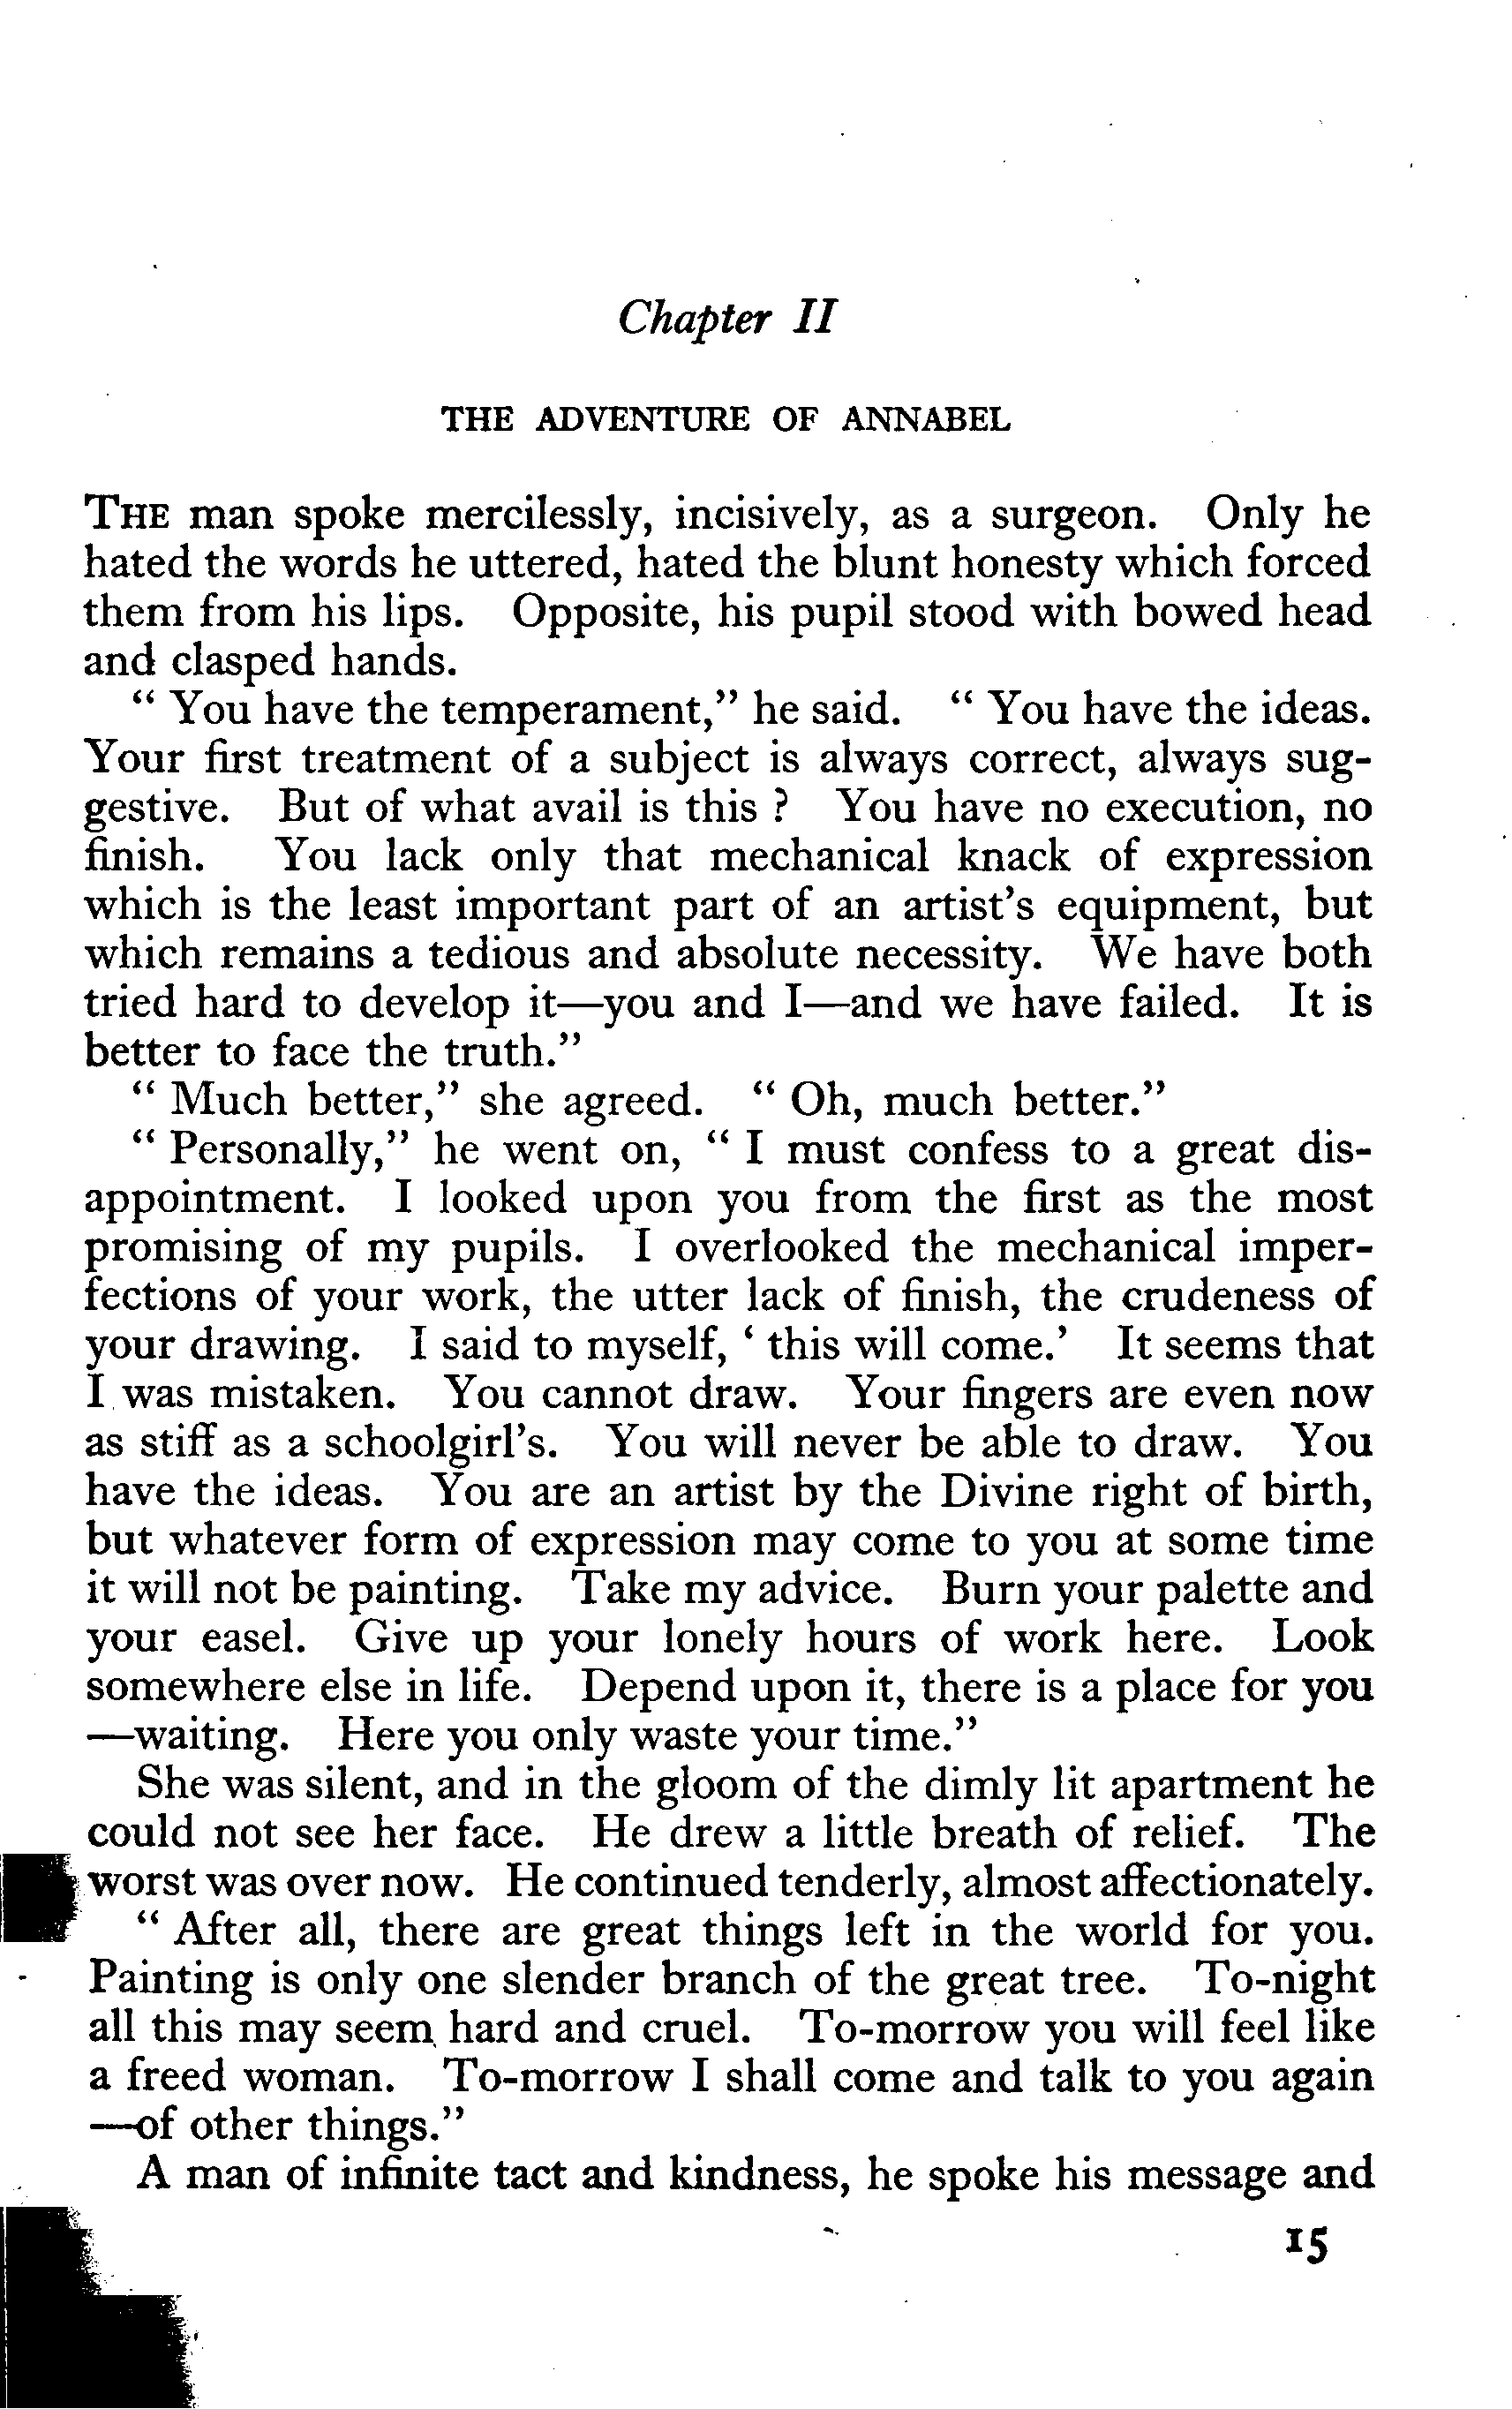 Chapter II
THE ADVENTURE OF ANNABEL
THE man spoke mercilessly, incisively, as a surgeon. Only he
hated the words he uttered, hated the blunt honesty which forced
them from his lips. Opposite, his pupil stood with bowed head
and clasped hands.
" You have the temperament," he said. " You have the ideas.
Your first treatment of a subject is always correct, always sug-
gestive. But of what avail is this ? You have no execution, no
finish. You lack only that mechanical knack of expression
which is the least important part of an artist's equipment, but
which remains a tedious and absolute necessity. We have both
tried hard to develop it—you and I—and we have failed. It is
better to face the truth."
" Much better," she agreed. " Oh, much better."
" Personally," he went on, " I must confess to a great dis-
appointment. I looked upon you from the first as the most
promising of my pupils. I overlooked the mechanical imper-
fections of your work, the utter lack of finish, the crudeness of
your drawing. I said to myself, ' this will come.' It seems that
I was mistaken. You cannot draw. Your fingers are even now
as stiff as a schoolgirl's. You will never be able to draw. You
have the ideas. You are an artist by the Divine right of birth,
but whatever form of expression may come to you at some time
it will not be painting. Take my advice. Burn your palette and
your easel. Give up your lonely hours of work here. Look
somewhere else in life. Depend upon it, there is a place for you
—waiting. Here you only waste your time."
She was silent, and in the gloom of the dimly lit apartment he
could not see her face. He drew a little breath of relief. The
worst was over now. He continued tenderly, almost affectionately.
" After all, there are great things left in the world for you.
Painting is only one slender branch of the great tree. To-night
all this may seem hard and cruel. To-morrow you will feel like
a freed woman. To-morrow I shall come and talk to you again
—of other things."
A man of infinite tact and kindness, he spoke his message and
15